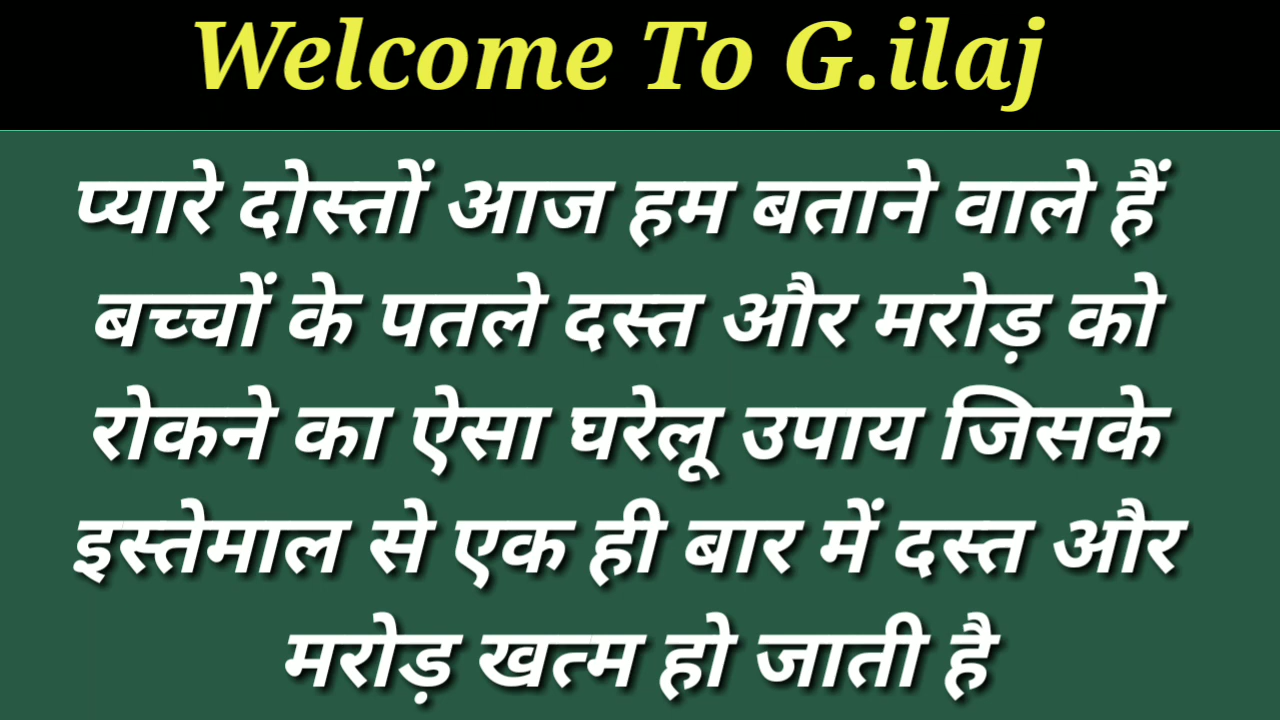 Welcome To G.ilaj
प्यारे दोस्तों आज हम बताने वाले हैं
बच्चों के पतले दस्त और मरोड़ को
रोकने का ऐसा घरेलू उपाय जिसके
इस्तेमाल से एक ही बार में दस्त और
मरोड़ खत्म हो जाती है